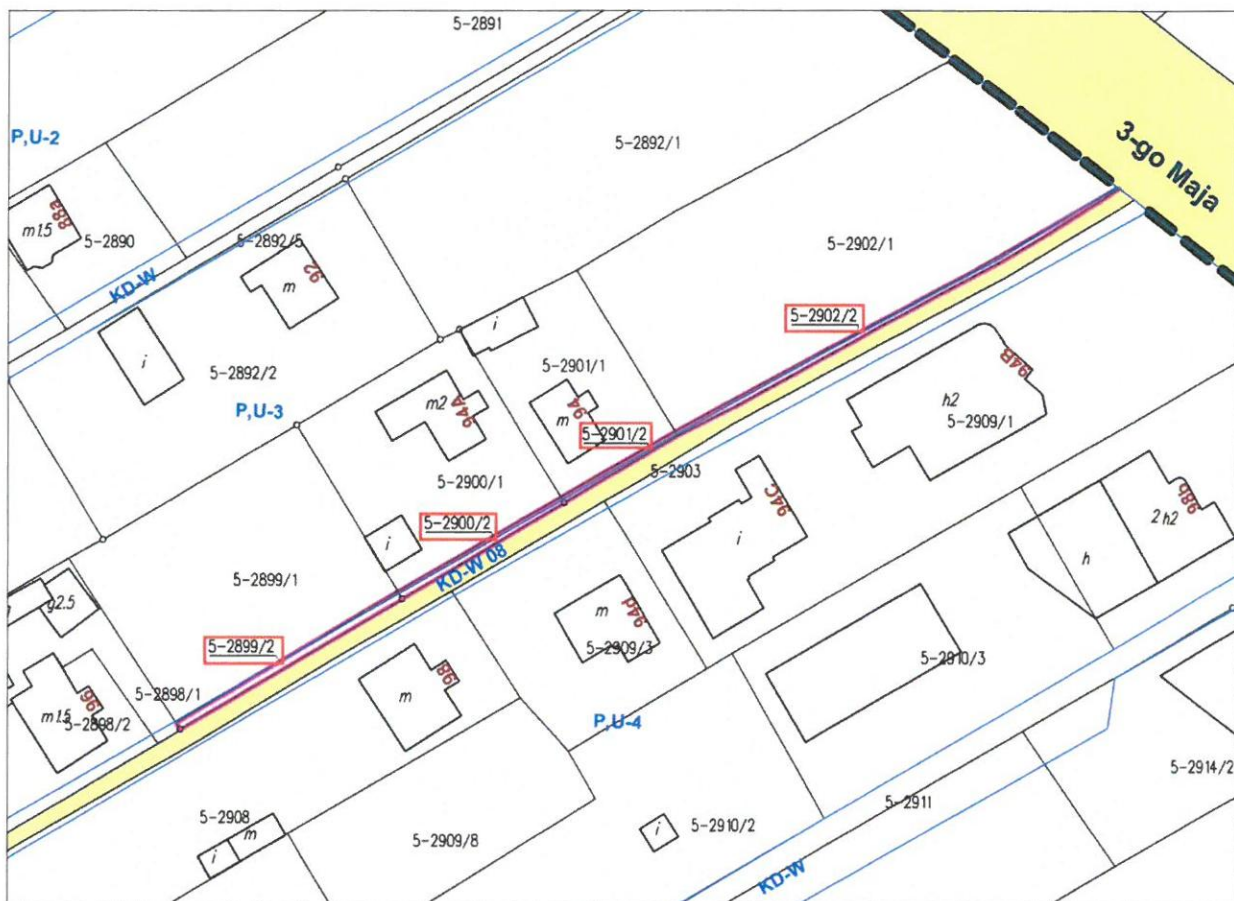 5-2891
P,U-2
5-2892/1
3-go Maja
88a
m1.5
5-2890
5-2892/5
5-2902/1
92
KD-W
m
5-2902/2
i
i
5-2892/2
5-2901/1
94B
h2
P,U-3
m2
94A
94
m
5-2909/1
5-2901/2
5-2903
5-2900/1
94C
98b
2 h2
5-2900/2
i
i
h
KD-W 08
5-2899/1
g2.5
m
94d
5-2899/2
5-2909/3
5-2910/3
5-2898/1
98
m
96
m1.5
5-2898/2
P,U-4
5-2914/2
5-2911
5-2908
m
i
5-2909/8
i
5-2910/2
KD-W